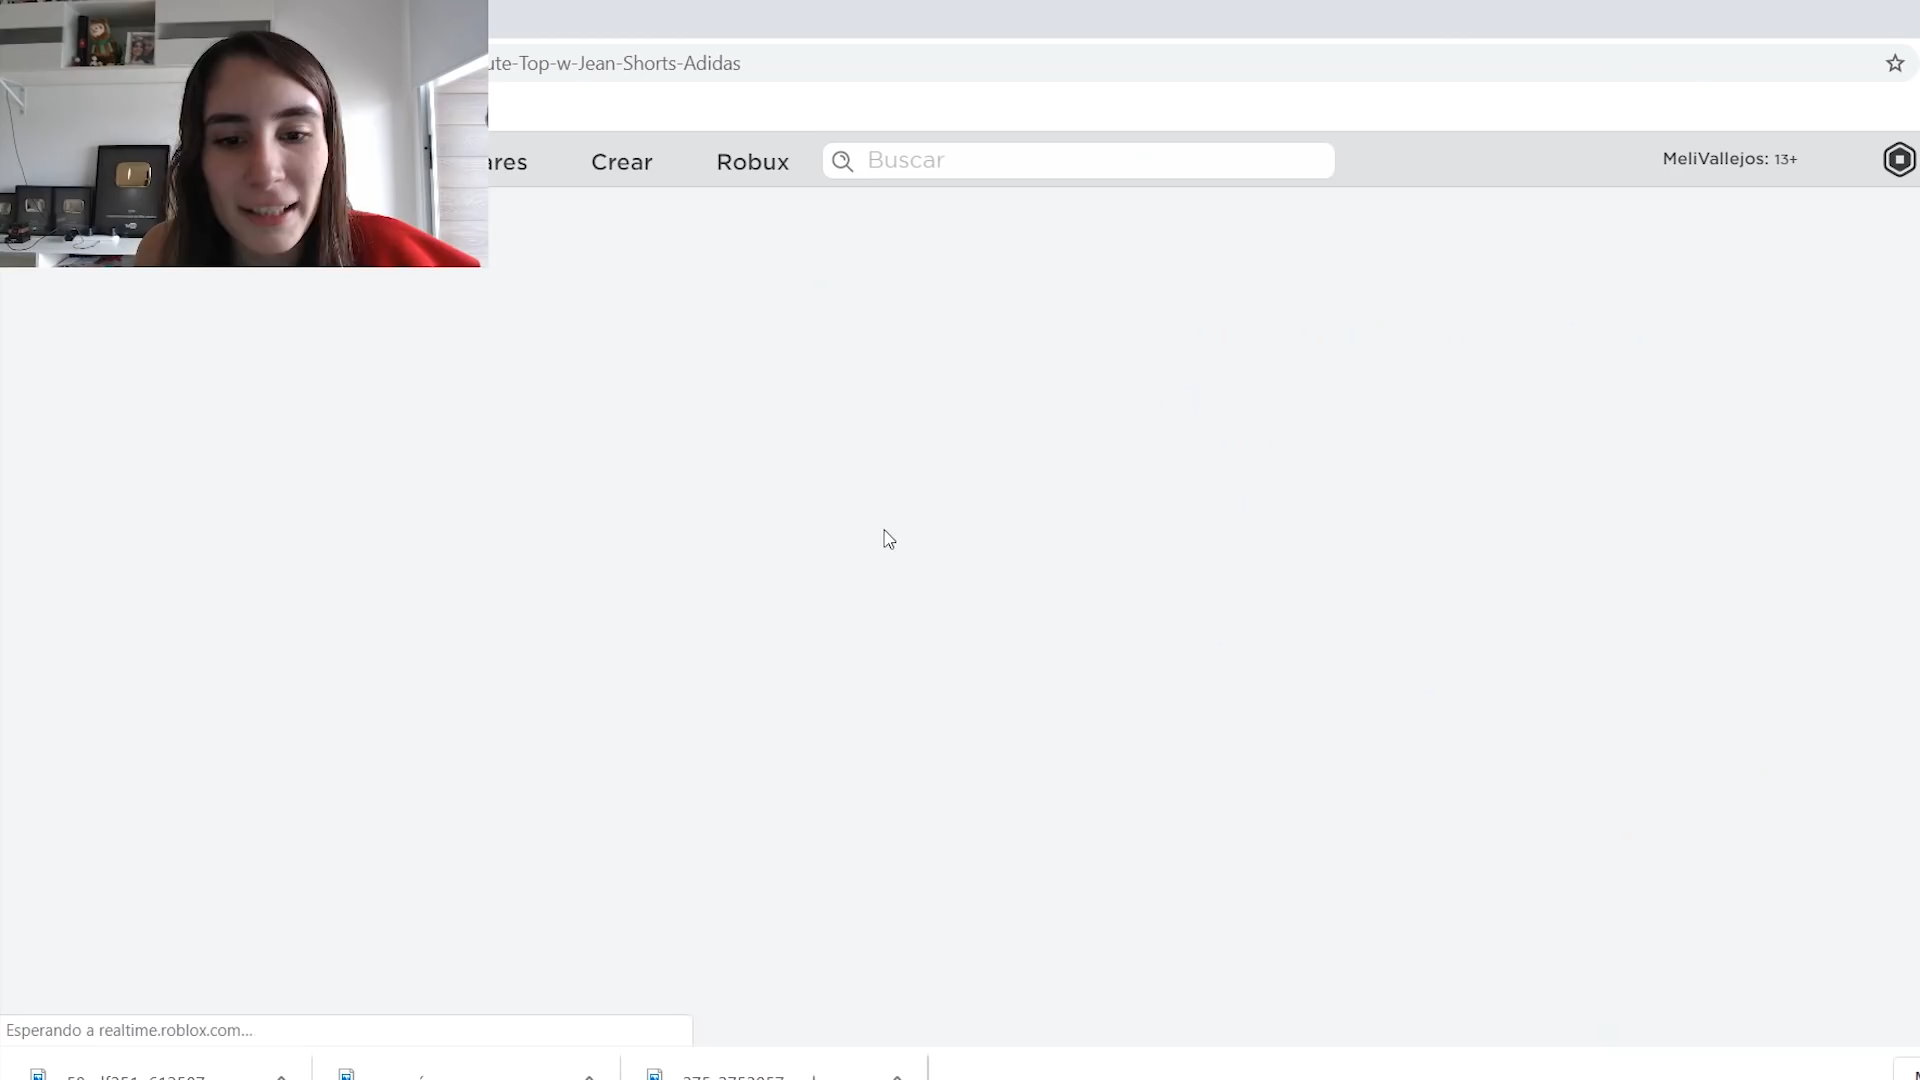 ute-Top-w-Jean-Shorts-Adidas
ares Crear Robux Buscar MeliVallejos: 13+
Esperando a realtime.roblox.com...